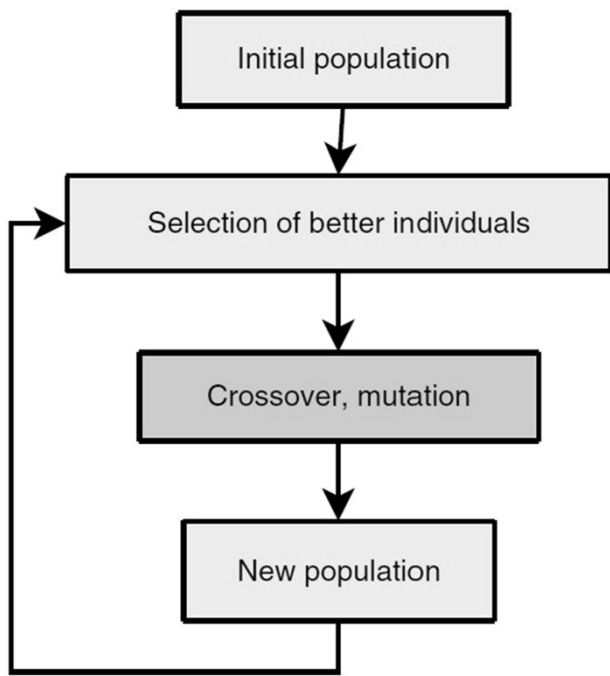 Initial population
Selection of better individuals
Crossover, mutation
New population